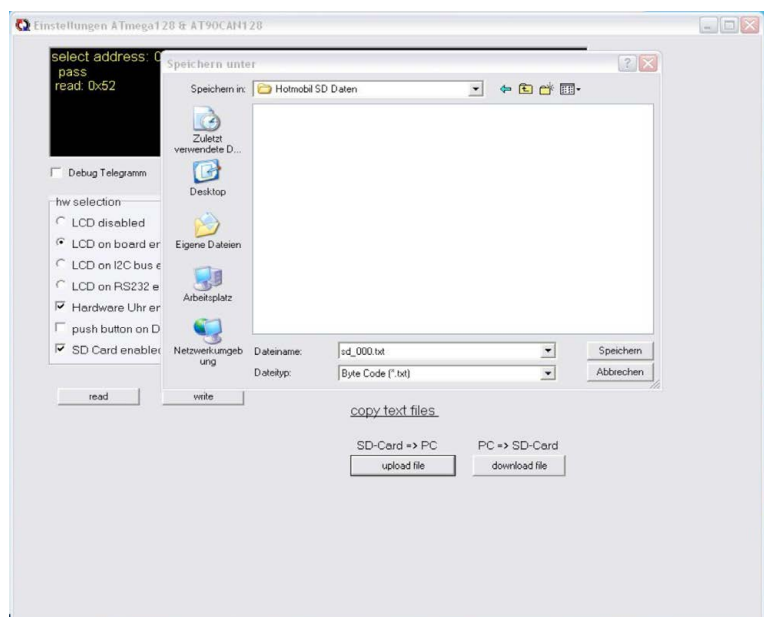 Einstellungen ATmega128 & AT90CAN128
select address: 0
pass
read: 0x52
Debug Telegramm
hw selection
LCD disabled
LCD on board er
LCD on I2C bus e
LCD on RS232 e
Hardware Uhr er
push button on D
SD Card enabled
read
write
Speichern unter
Speichern in:
Hotmobil SD Daten
Zuletzt
verwendete D...
Desktop
Eigene Dateien
Arbeitsplatz
Netzwerkumgeb
ung
Dateiname:
sd_000.txt
Speichern
Dateityp:
Byte Code (*.txt)
Abbrechen
copy text files
SD-Card => PC
PC => SD-Card
upload file
download file